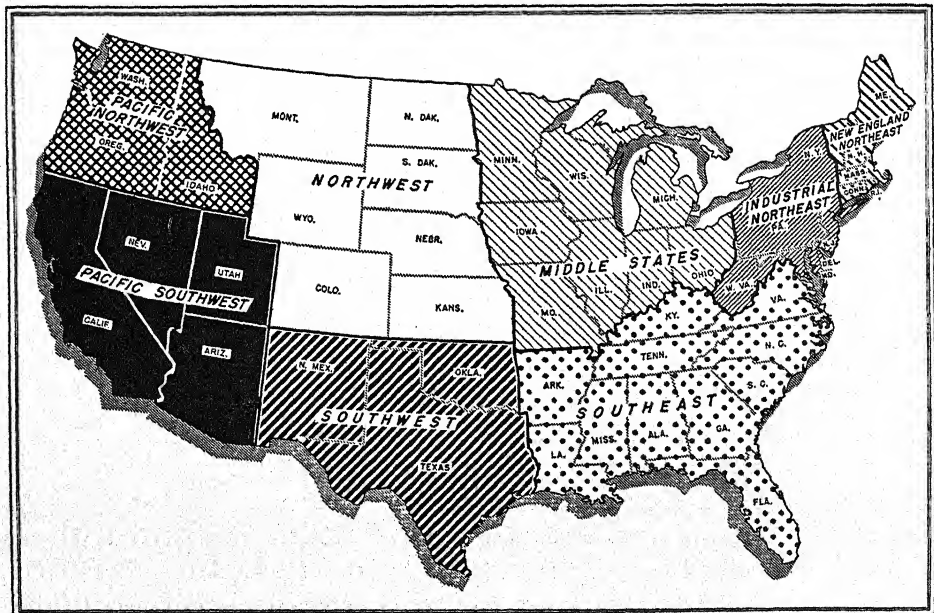 WASH.
PACIFIC
NORTHWEST
OREG.
IDAHO
MONT.
N. DAK.
S. DAK.
NORTHWEST
WYO.
NEBR.
COLO.
KANS.
NEV.
UTAH
PACIFIC SOUTHWEST
CALIF.
ARIZ.
N. MEX.
OKLA.
SOUTHWEST
TEXAS
MINN.
WIS.
MICH.
IOWA
MIDDLE STATES
ILL.
IND.
OHIO
MO.
ME.
NEW ENGLAND
NORTHEAST
MASS.
CONN.
R.I.
N. Y.
INDUSTRIAL
NORTHEAST
PA.
DEL.
MD.
W. VA.
VA.
KY.
N. C.
TENN.
S. C.
ARK.
SOUTHEAST
MISS.
ALA.
GA.
LA.
FLA.